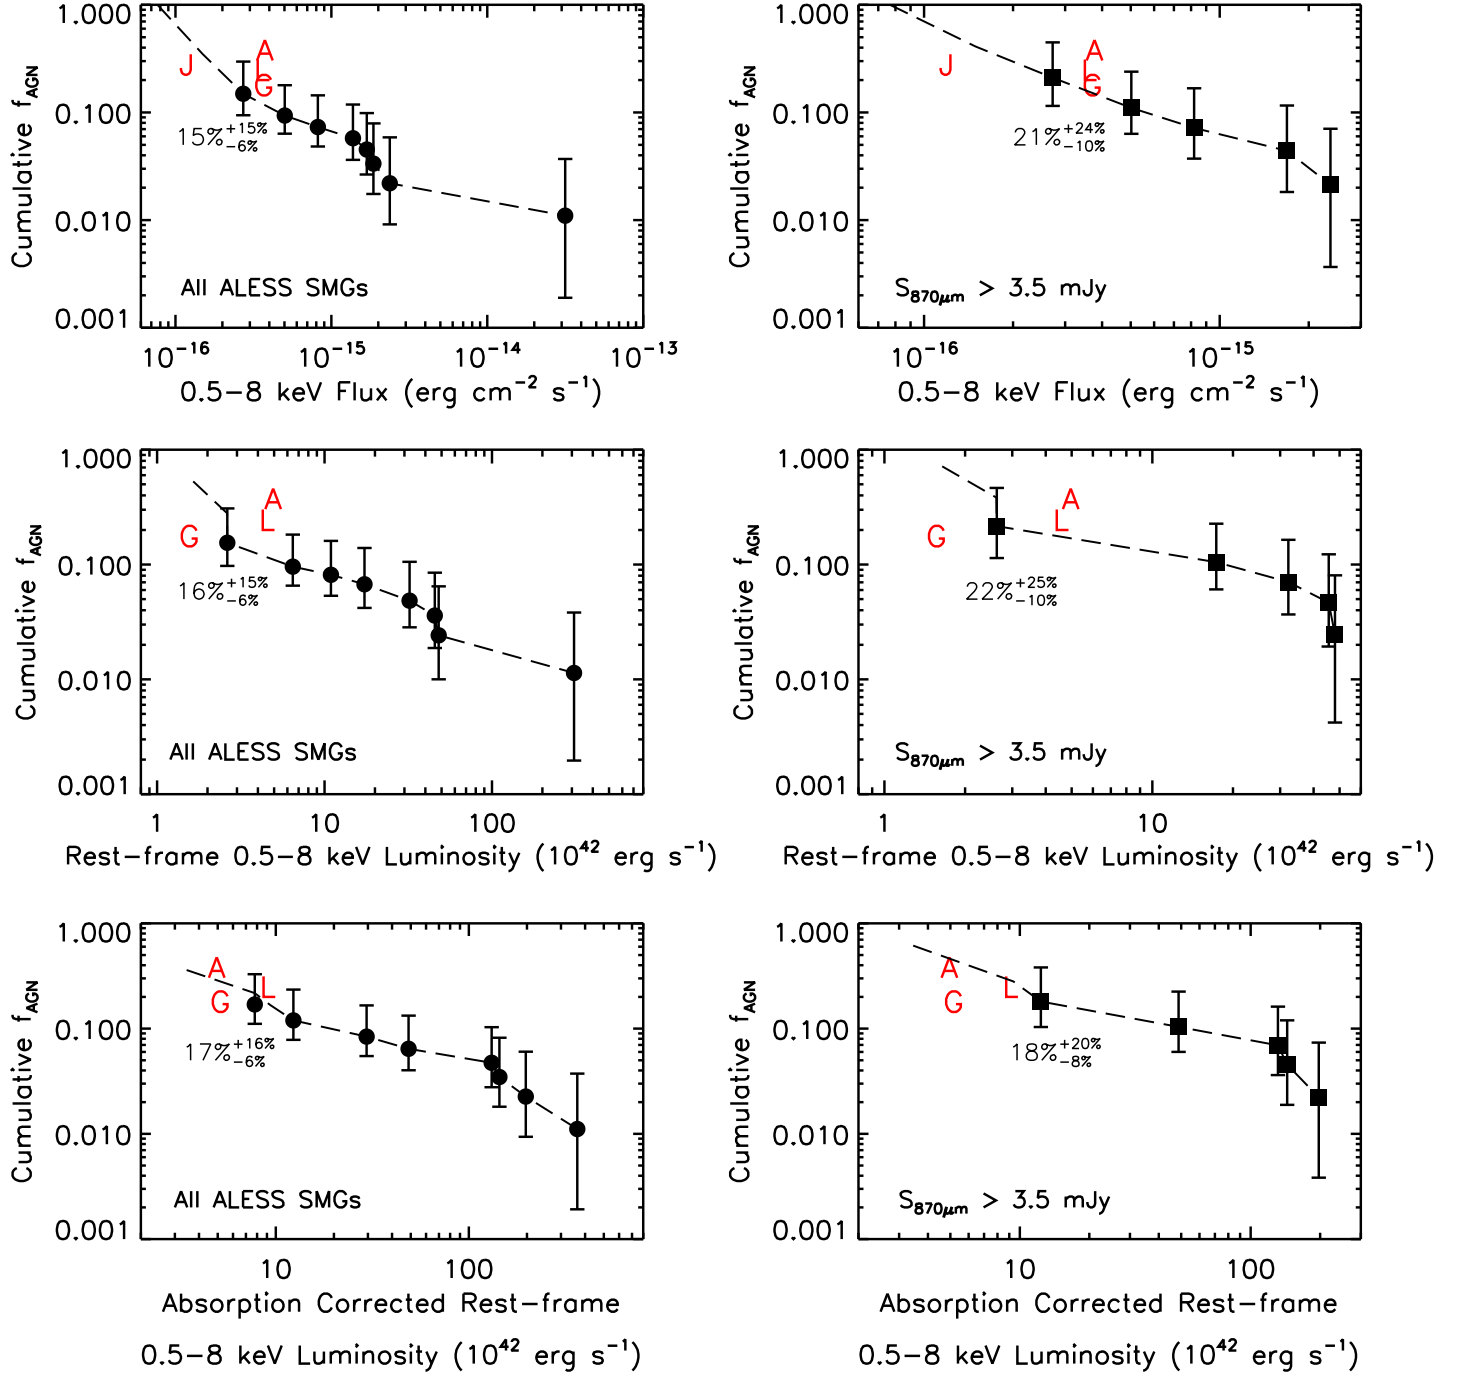 1.000
0.100
0.010
0.001
Cumulative f_AGN
J
A
L
G
15%^{+15%}_{−6%}
All ALESS SMGs
10^{−16} 10^{−15} 10^{−14} 10^{−13}
0.5−8 keV Flux (erg cm^{−2} s^{−1})
1.000
0.100
0.010
0.001
Cumulative f_AGN
J
A
L
G
21%^{+24%}_{−10%}
S_{870μm} > 3.5 mJy
10^{−16} 10^{−15}
0.5−8 keV Flux (erg cm^{−2} s^{−1})
1.000
0.100
0.010
0.001
Cumulative f_AGN
A
L
G
16%^{+15%}_{−6%}
All ALESS SMGs
1 10 100
Rest−frame 0.5−8 keV Luminosity (10^{42} erg s^{−1})
1.000
0.100
0.010
0.001
Cumulative f_AGN
A
L
G
22%^{+25%}_{−10%}
S_{870μm} > 3.5 mJy
1 10
Rest−frame 0.5−8 keV Luminosity (10^{42} erg s^{−1})
1.000
0.100
0.010
0.001
Cumulative f_AGN
A
L
G
17%^{+16%}_{−6%}
All ALESS SMGs
10 100
Absorption Corrected Rest−frame
0.5−8 keV Luminosity (10^{42} erg s^{−1})
1.000
0.100
0.010
0.001
Cumulative f_AGN
A
L
G
18%^{+20%}_{−8%}
S_{870μm} > 3.5 mJy
10 100
Absorption Corrected Rest−frame
0.5−8 keV Luminosity (10^{42} erg s^{−1})